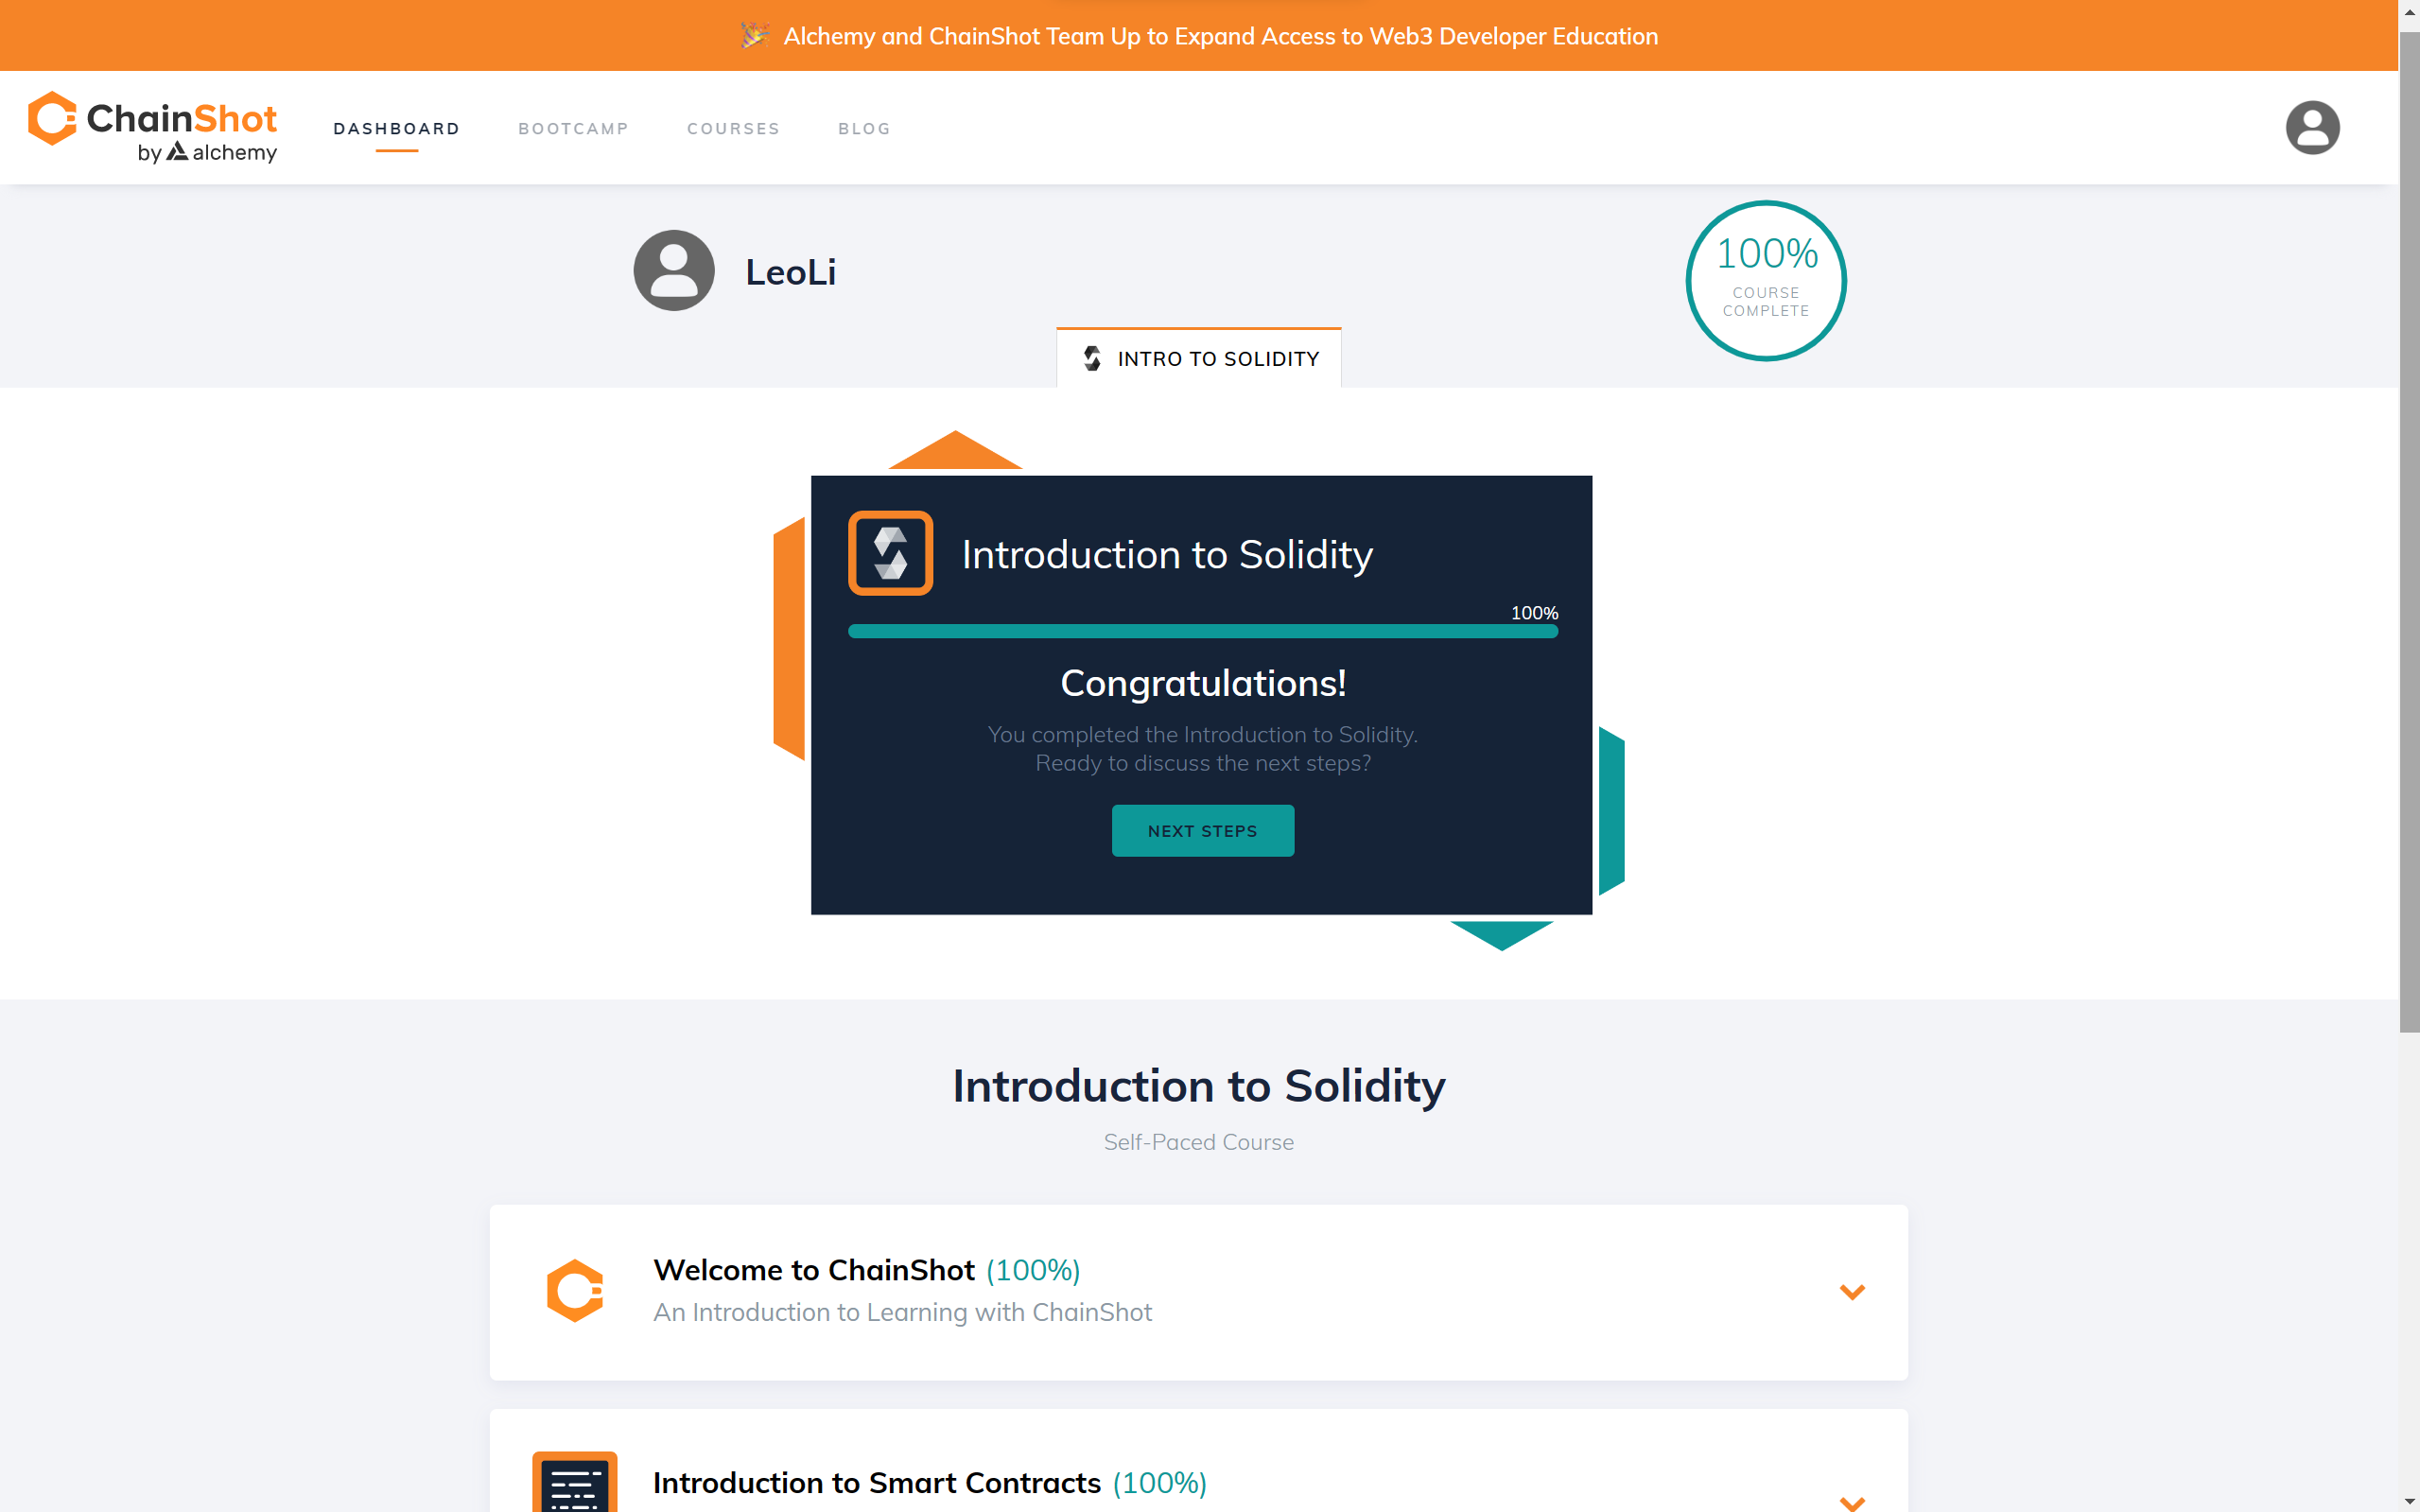 Alchemy and ChainShot Team Up to Expand Access to Web3 Developer Education
ChainShot
by alchemy
DASHBOARD
BOOTCAMP
COURSES
BLOG
LeoLi
100%
COURSE
COMPLETE
INTRO TO SOLIDITY
Introduction to Solidity
100%
Congratulations!
You completed the Introduction to Solidity.
Ready to discuss the next steps?
NEXT STEPS
Introduction to Solidity
Self-Paced Course
Welcome to ChainShot (100%)
An Introduction to Learning with ChainShot
Introduction to Smart Contracts (100%)